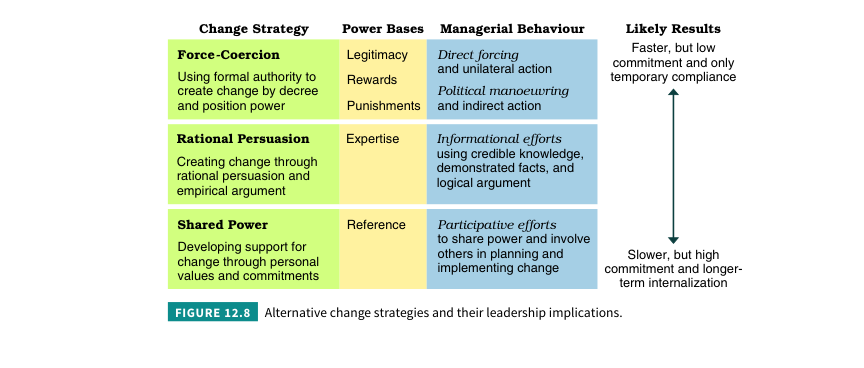 Change Strategy Power Bases Managerial Behaviour Likely Results
Force-Coercion
Using formal authority to
create change by decree
and position power
Legitimacy
Rewards
Punishments
Direct forcing
and unilateral action
Political manoeuvring
and indirect action
Faster, but low
commitment and only
temporary compliance
Rational Persuasion
Creating change through
rational persuasion and
empirical argument
Expertise
Informational efforts
using credible knowledge,
demonstrated facts, and
logical argument
Shared Power
Developing support for
change through personal
values and commitments
Reference
Participative efforts
to share power and involve
others in planning and
implementing change
Slower, but high
commitment and longer-
term internalization
FIGURE 12.8 Alternative change strategies and their leadership implications.